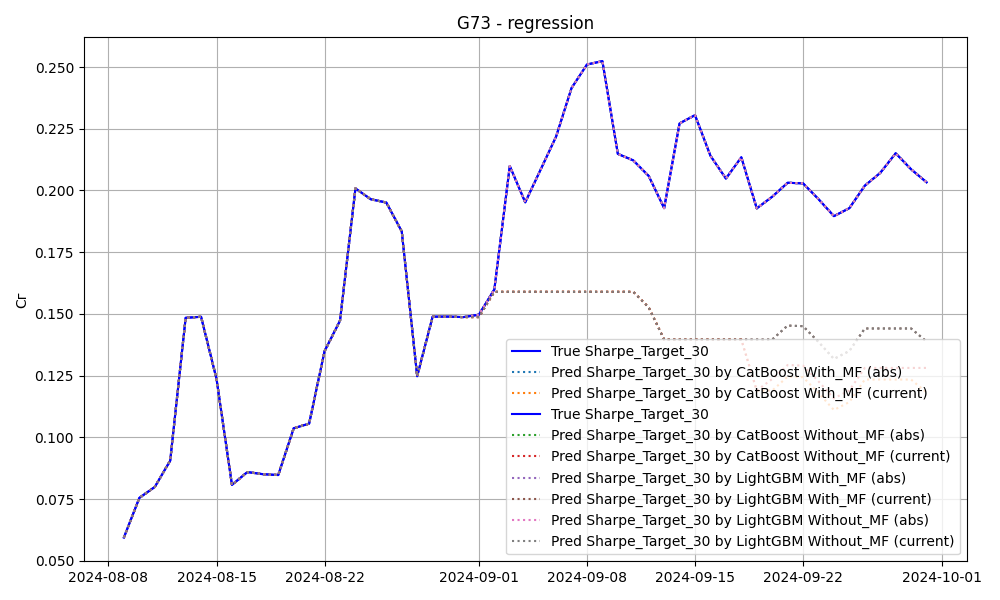 G73 - regression
0.250
0.225
0.200
0.175
0.150
0.125
0.100
0.075
0.050
Cr
True Sharpe_Target_30
Pred Sharpe_Target_30 by CatBoost With_MF (abs)
Pred Sharpe_Target_30 by CatBoost With_MF (current)
True Sharpe_Target_30
Pred Sharpe_Target_30 by CatBoost Without_MF (abs)
Pred Sharpe_Target_30 by CatBoost Without_MF (current)
Pred Sharpe_Target_30 by LightGBM With_MF (abs)
Pred Sharpe_Target_30 by LightGBM With_MF (current)
Pred Sharpe_Target_30 by LightGBM Without_MF (abs)
Pred Sharpe_Target_30 by LightGBM Without_MF (current)
2024-08-08 2024-08-15 2024-08-22 2024-09-01 2024-09-08 2024-09-15 2024-09-22 2024-10-01